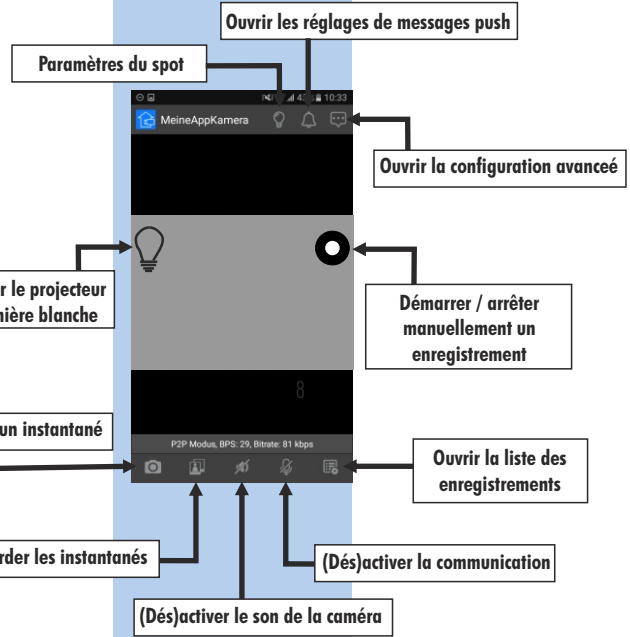 Ouvrir les réglages de messages push
Paramètres du spot
10:33
MeineAppKamera
Ouvrir la configuration avanceé
r le projecteur
nière blanche
Démarrer / arrêter
manuellement un
enregistrement
8
un instantané
P2P Modus, BPS: 29, Bitrate: 81 kbps
Ouvrir la liste des
enregistrements
rder les instantanés
(Dés)activer la communication
(Dés)activer le son de la caméra